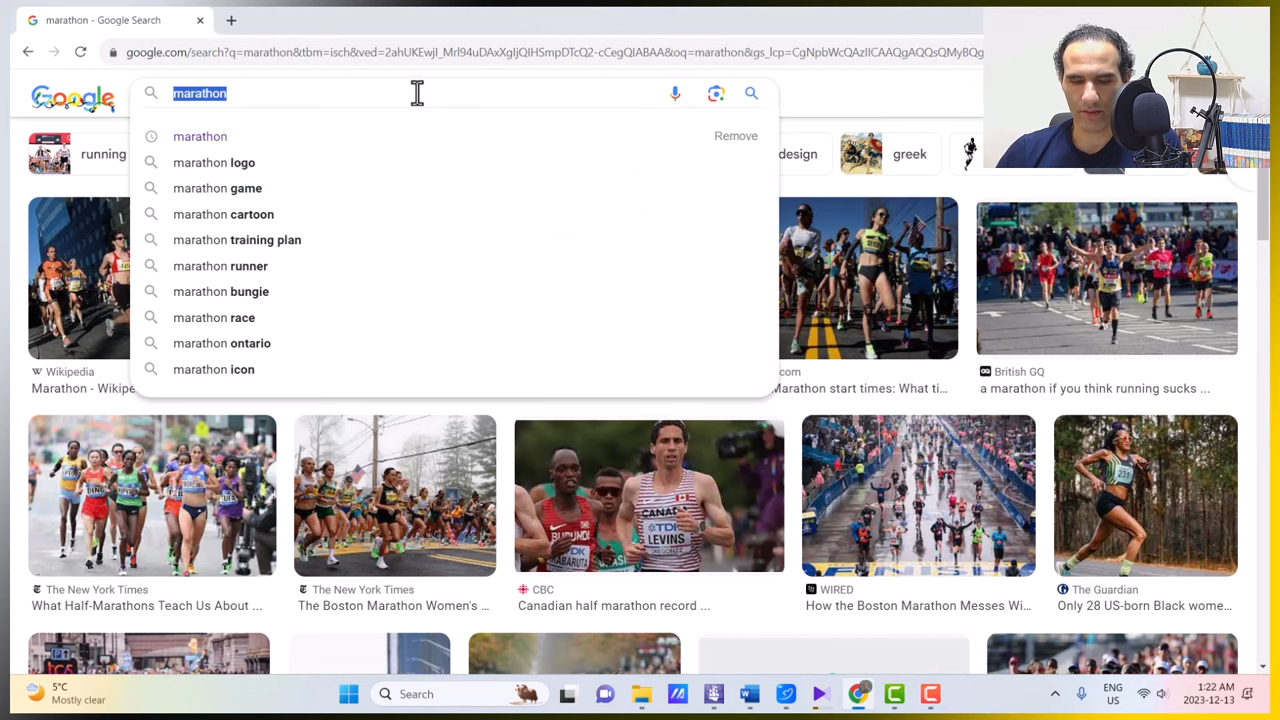 marathon - Google Search
google.com/search?q=marathon&tbm=isch&ved=2ahUKEwjI_Mrl94uDAxXgIjQIHSmpDTcQ2-cCegQIABAA&oq=marathon&gs_lcp=CgNpbWcQAzIICAAQgAQQsQMyBQg
Google
marathon
marathon
Remove
marathon logo
marathon game
marathon cartoon
marathon training plan
marathon runner
marathon bungie
marathon race
marathon ontario
marathon icon
running
design
greek
Wikipedia
Marathon - Wikipe
com
Marathon start times: What ti...
British GQ
a marathon if you think running sucks ...
The New York Times
What Half-Marathons Teach Us About ...
The New York Times
The Boston Marathon Women's ...
CANADA
LEVINS
CBC
Canadian half marathon record ...
WIRED
How the Boston Marathon Messes Wi...
231
The Guardian
Only 28 US-born Black wome...
5°C
Mostly clear
Search
ENG
US
1:22 AM
2023-12-13